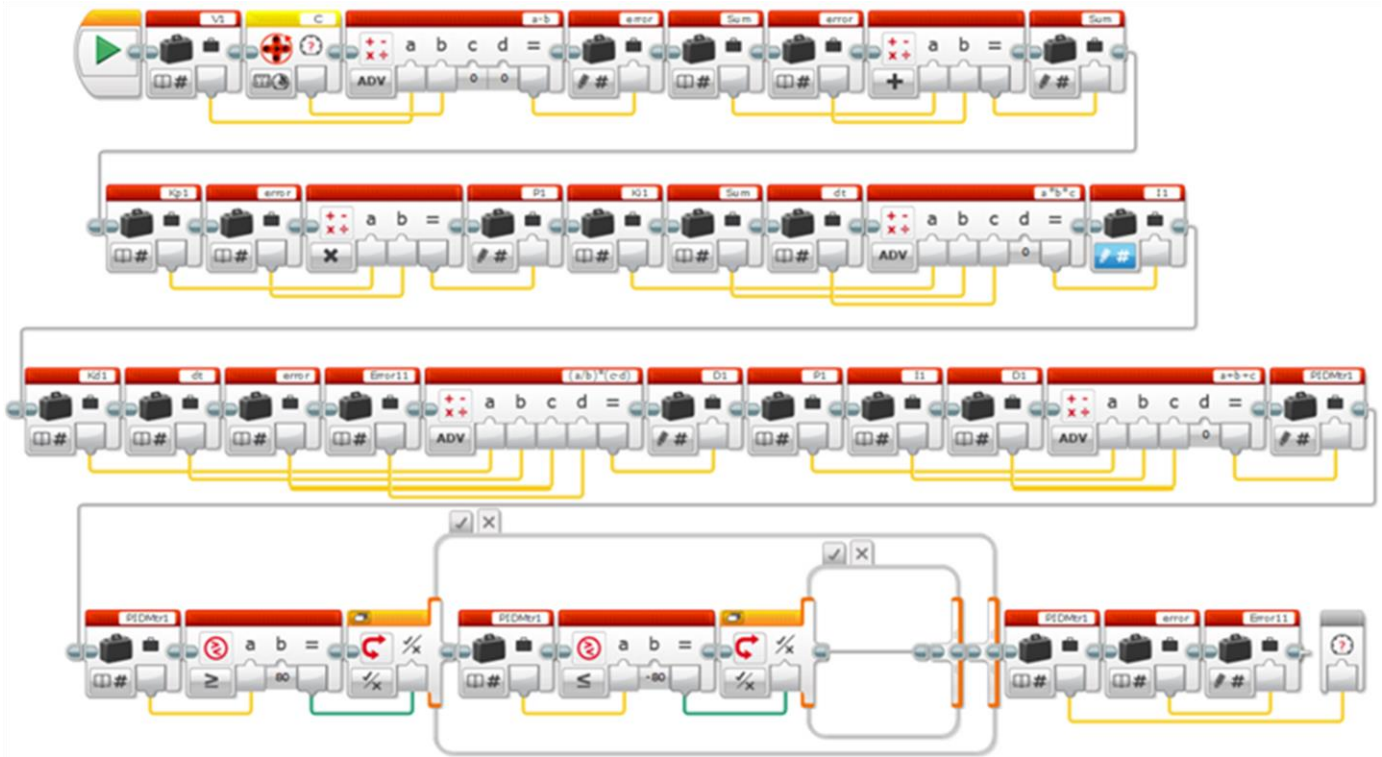 V1 C a-b error Sum error Sum
a b c d = a b =
# # # # # #
ADV 0 0 +
Kp1 error P1 Ki1 Sum dt a*b*c I1
a b = a b c d =
# # # # # # ADV 0 #
Kd1 dt error Error11 (a/b)*(c-d) D1 P1 I1 D1 a+b+c PIDMtr1
a b c d = a b c d =
# # # # ADV # # # # ADV 0 #
PIDMtr1 PIDMtr1 PIDMtr1 error Error11
a b = a b =
# ≥ 80 # ≤ -80 # # #